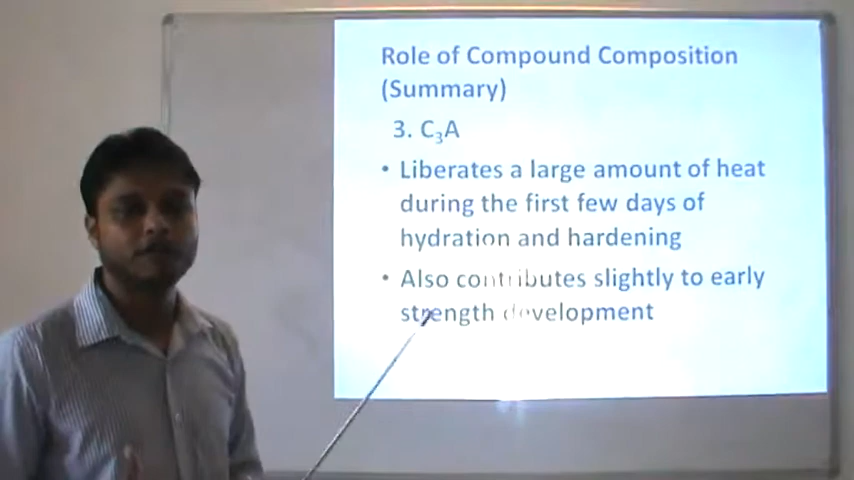 Role of Compound Composition
(Summary)
3. C₃A
• Liberates a large amount of heat
during the first few days of
hydration and hardening
• Also contributes slightly to early
strength development